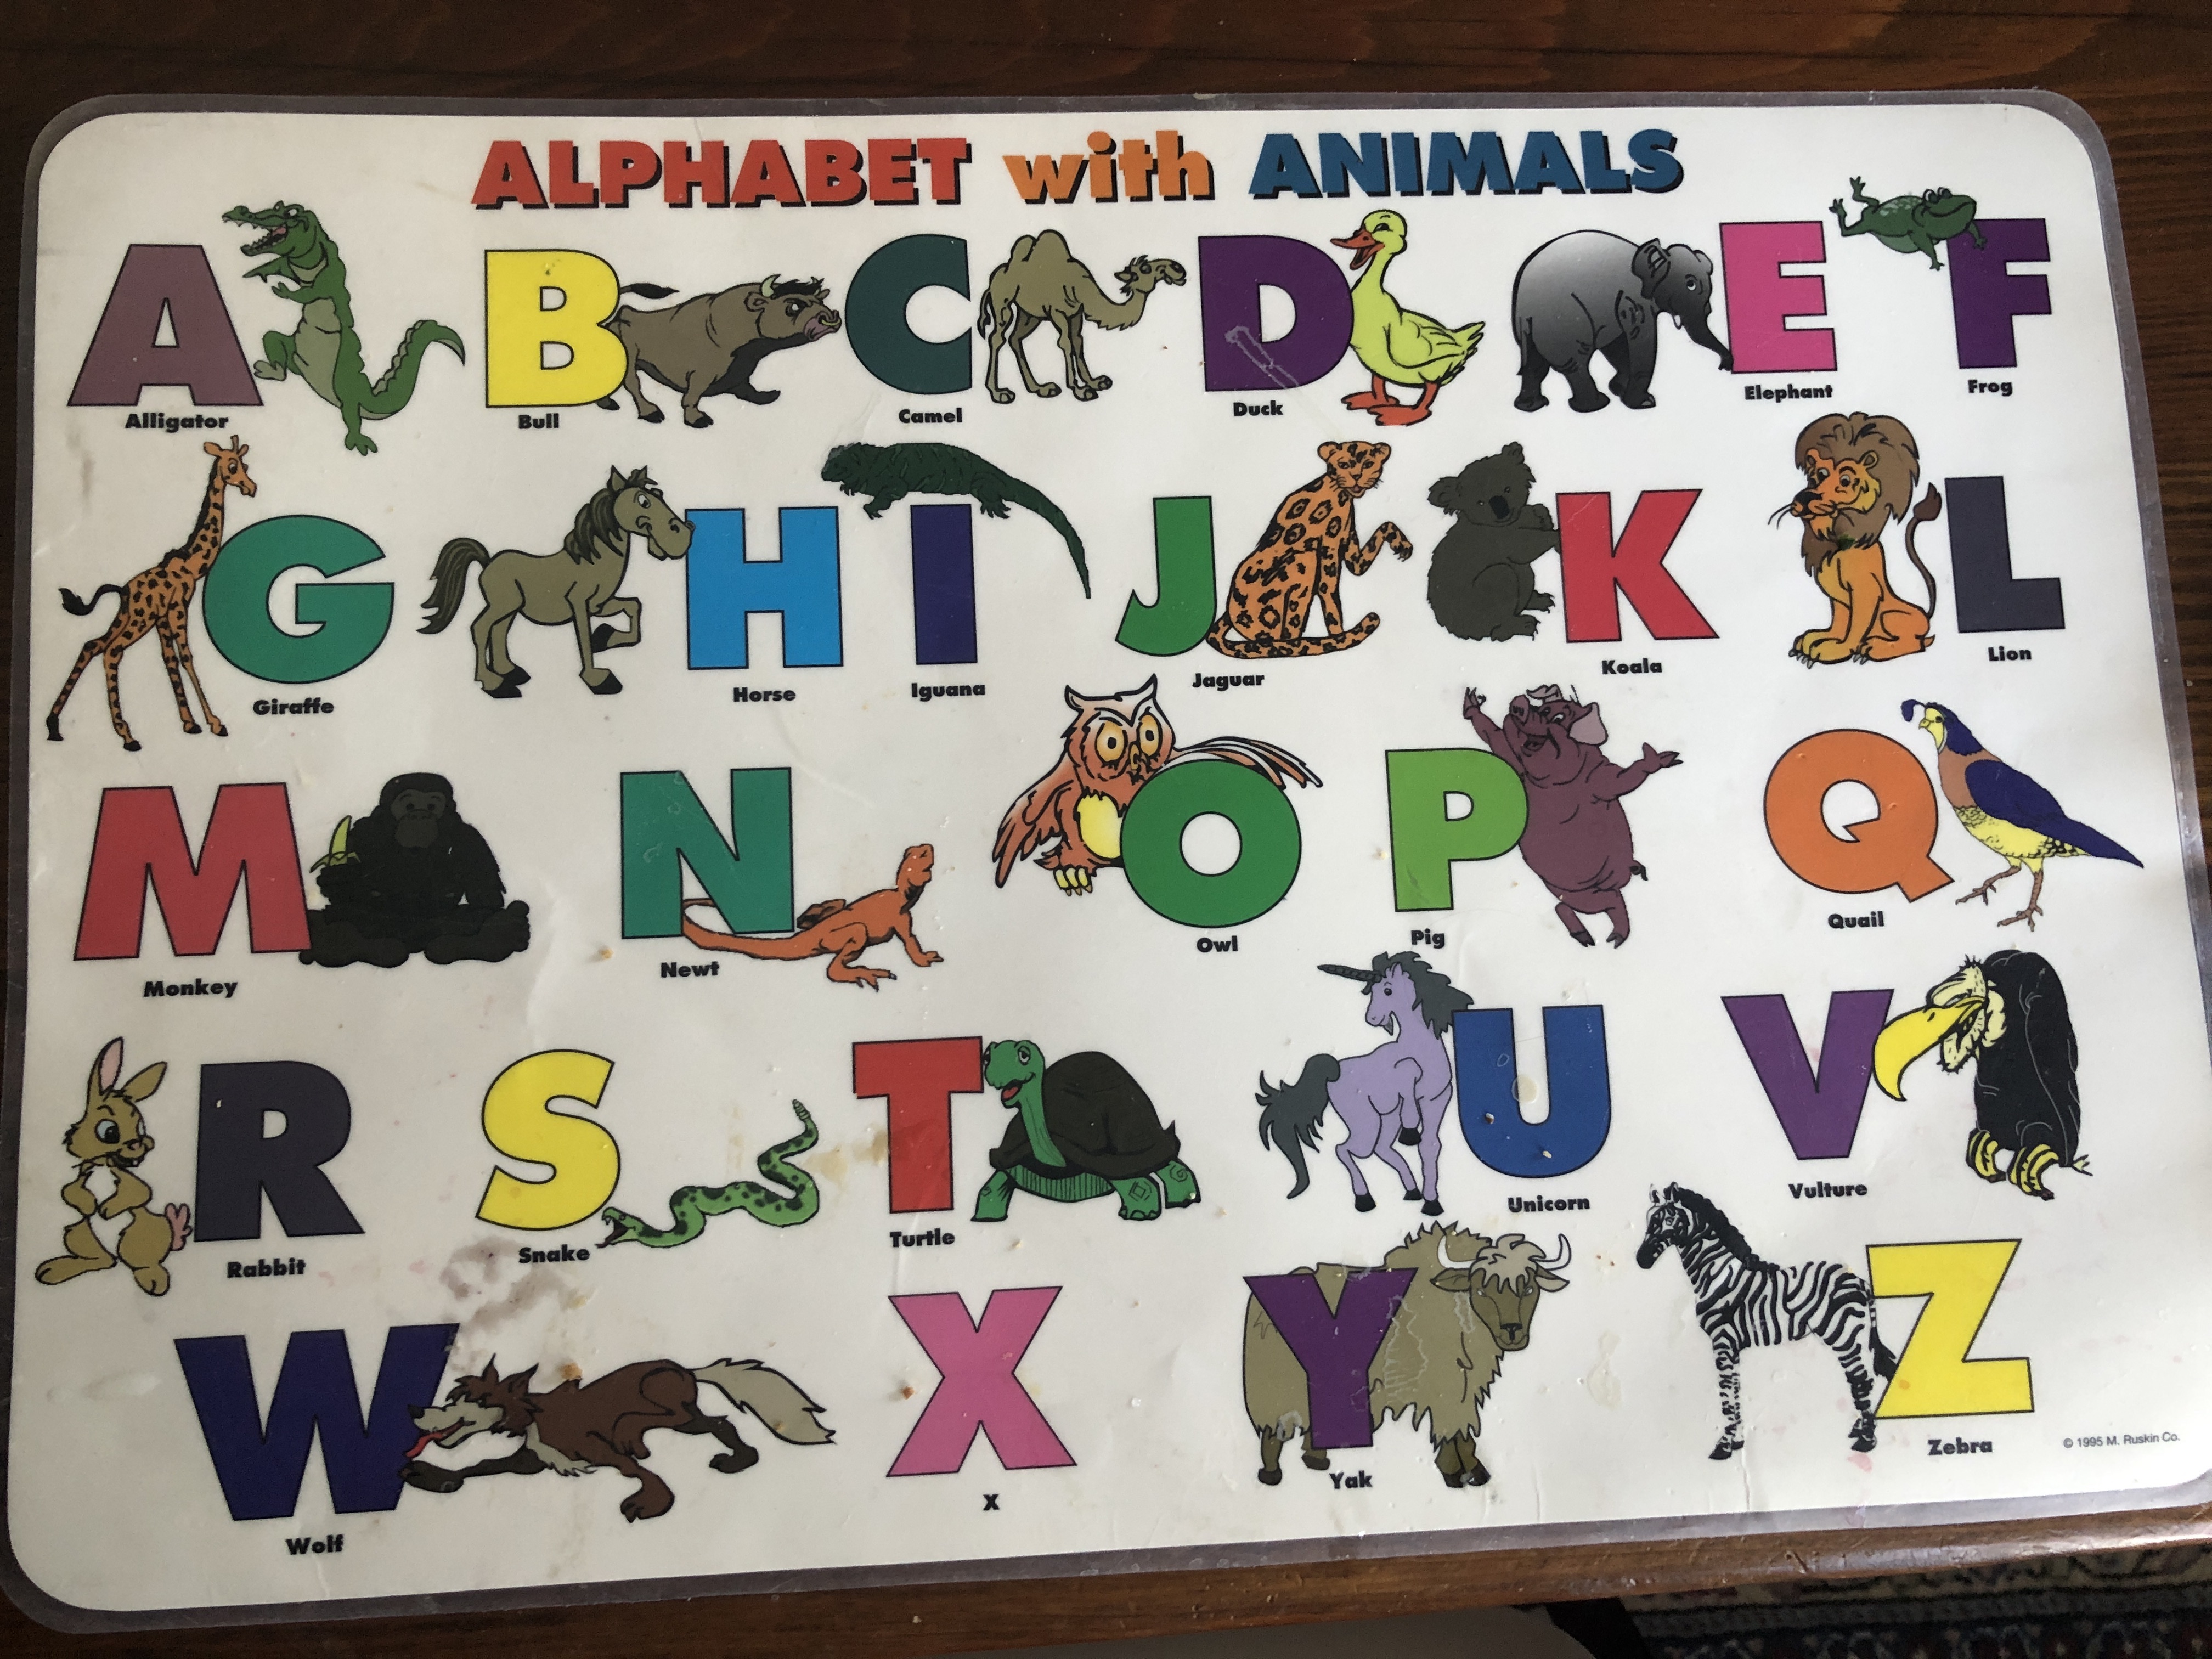 ALPHABET with ANIMALS
A B C D E F
Alligator Bull Camel Duck Elephant Frog
G H I J K L
Giraffe Horse Iguana Jaguar Koala Lion
M N O P Q
Monkey Newt Owl Pig Quail
R S T U V
Rabbit Snake Turtle Unicorn Vulture
W X Y Z
Wolf X Yak Zebra
© 1995 M. Ruskin Co.